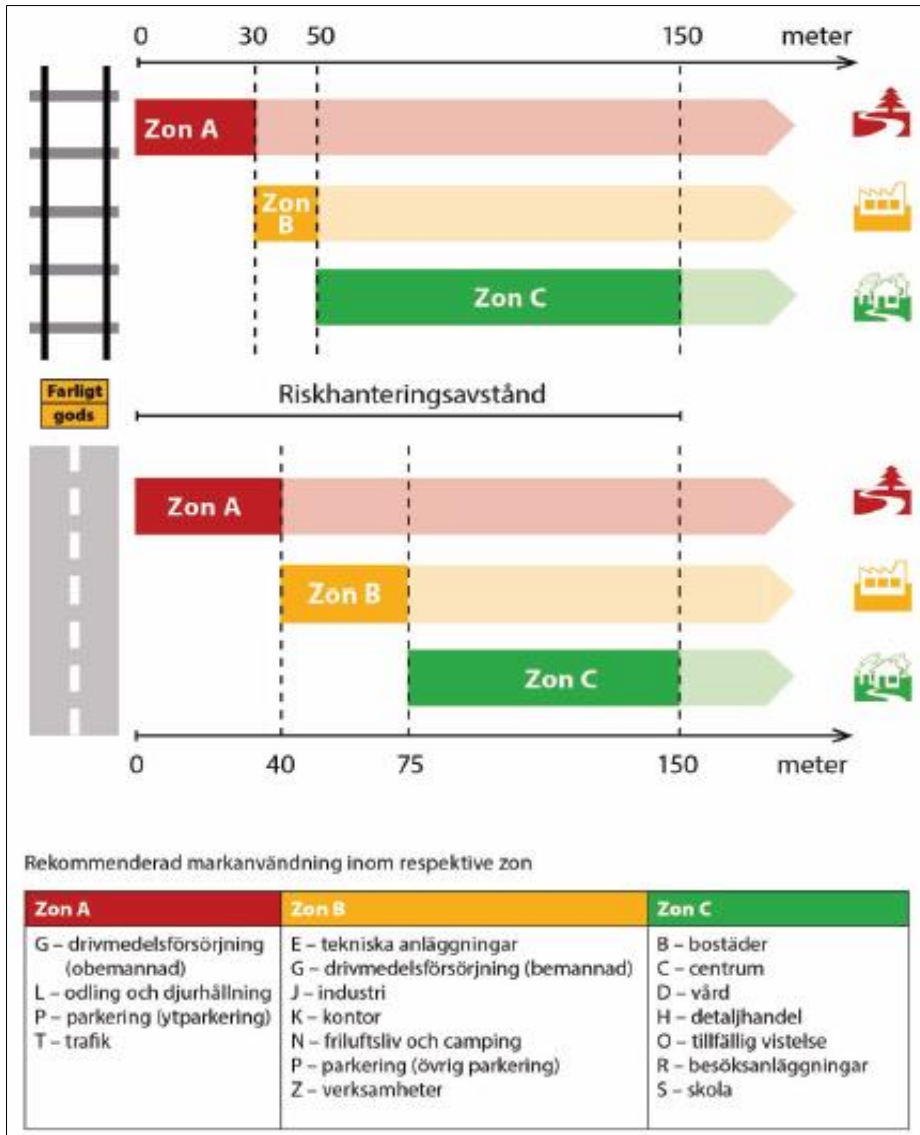 0 30 50 150 meter
Zon A
Zon
B
Zon C
Farligt
gods
Riskhanteringsavstånd
Zon A
Zon B
Zon C
0 40 75 150 meter
Rekommenderad markanvändning inom respektive zon
Zon A
G – drivmedelsförsörjning
(obemannad)
L – odling och djurhållning
P – parkering (ytparkering)
T – trafik
Zon B
E – tekniska anläggningar
G – drivmedelsförsörjning (bemannad)
J – industri
K – kontor
N – friluftsliv och camping
P – parkering (övrig parkering)
Z – verksamheter
Zon C
B – bostäder
C – centrum
D – vård
H – detaljhandel
O – tillfällig vistelse
R – besöksanläggningar
S – skola